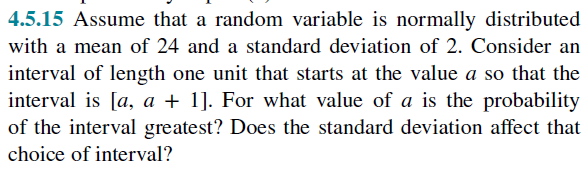 4.5.15 Assume that a random variable is normally distributed
with a mean of 24 and a standard deviation of 2. Consider an
interval of length one unit that starts at the value a so that the
interval is [a, a + 1]. For what value of a is the probability
of the interval greatest? Does the standard deviation affect that
choice of interval?